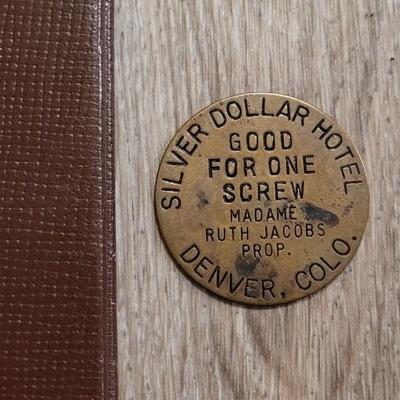 SILVER DOLLAR HOTEL
GOOD
FOR ONE
SCREW
MADAME
RUTH JACOBS
PROP.
DENVER, COLO.